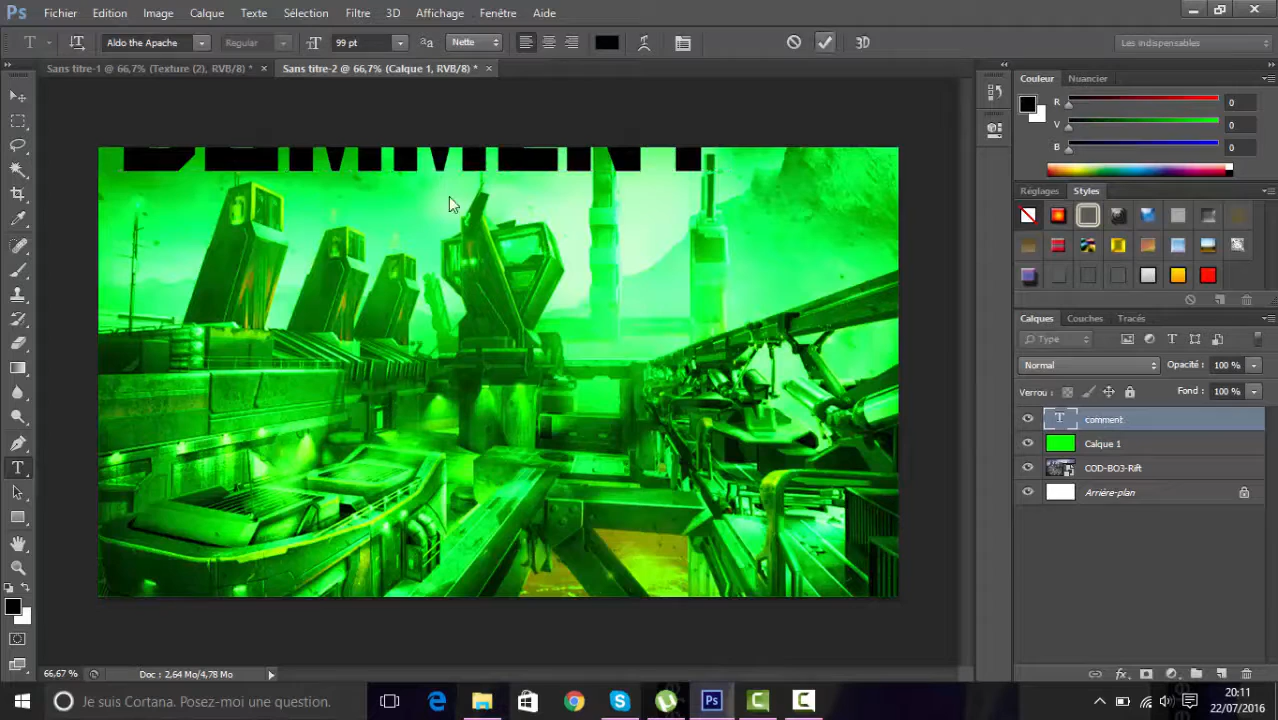 Ps Fichier Edition Image Calque Texte Sélection Filtre 3D Affichage Fenêtre Aide
T Aldo the Apache Regular 99 pt aa Nette 3D Les indispensables
Sans titre-1 @ 66,7% (Texture (2), RVB/8) * × Sans titre-2 @ 66,7% (Calque 1, RVB/8) * ×
Couleur Nuancier
R 0
V 0
B 0
Réglages Styles
COMMENT
Calques Couches Tracés
Type
Normal Opacité : 100 %
Verrou : Fond : 100 %
T comment
Calque 1
COD-BO3-Rift
Arrière-plan
66,67 % Doc : 2,64 Mo/4,78 Mo
Je suis Cortana. Posez-moi une question.
20:11
22/07/2016